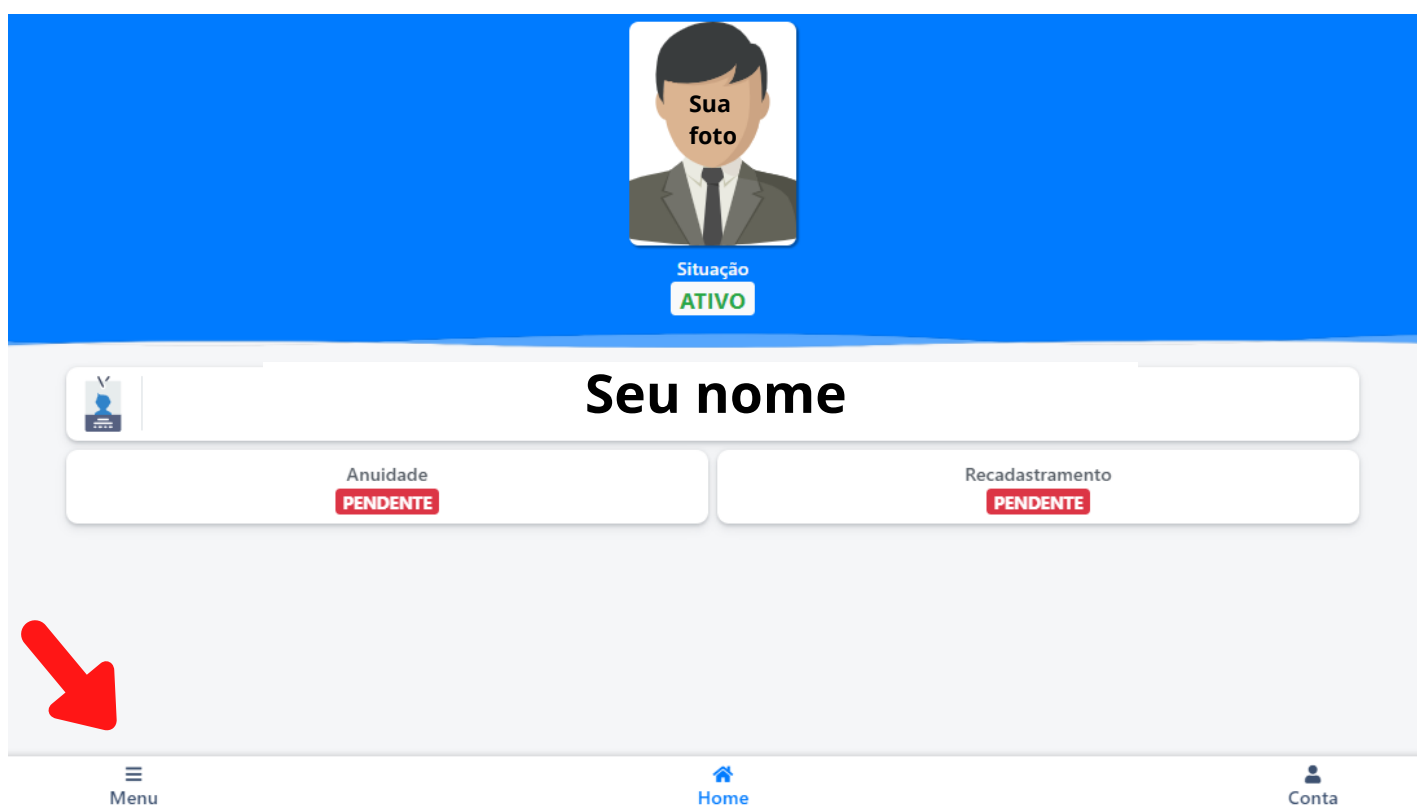 Sua
foto
Situação
ATIVO
Seu nome
Anuidade
PENDENTE
Recadastramento
PENDENTE
Menu
Home
Conta